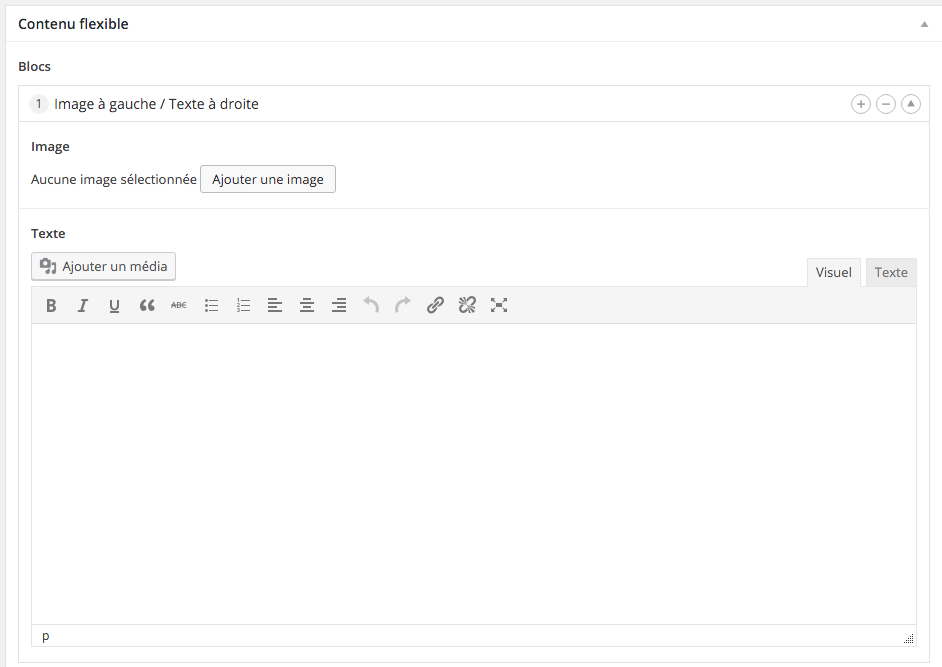 Contenu flexible
Blocs
1 Image à gauche / Texte à droite
Image
Aucune image sélectionnée Ajouter une image
Texte
Ajouter un média
Visuel Texte
B I U ABC
p